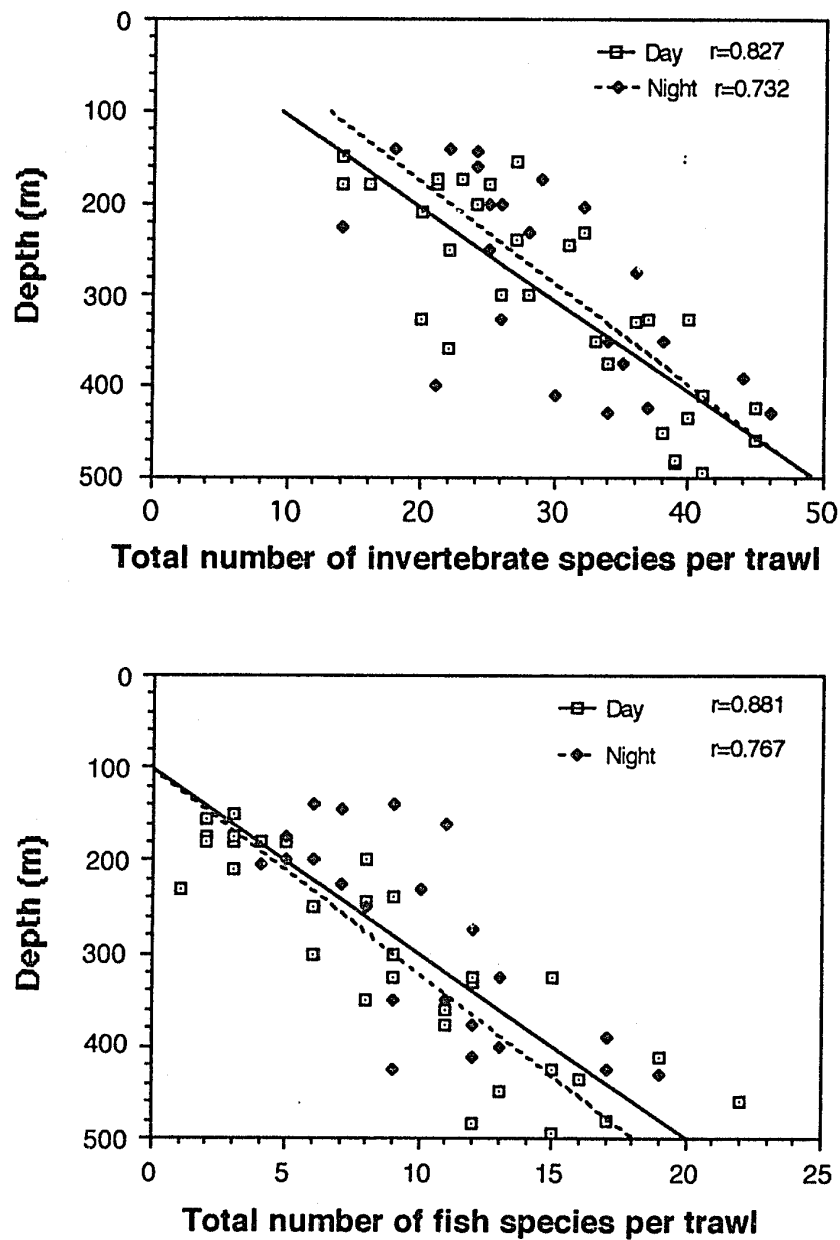 0
100
200
300
400
500
Depth (m)
Day r=0.827
Night r=0.732
0 10 20 30 40 50
Total number of invertebrate species per trawl
0
100
200
300
400
500
Depth (m)
Day r=0.881
Night r=0.767
0 5 10 15 20 25
Total number of fish species per trawl